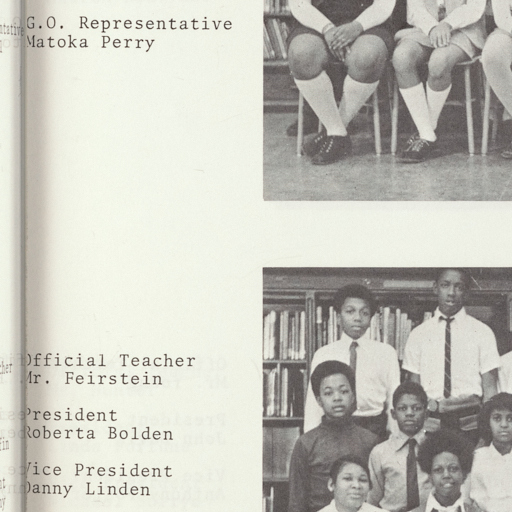 G.O. Representative
Matoka Perry
Official Teacher
Mr. Feirstein
President
Roberta Bolden
Vice President
Danny Linden